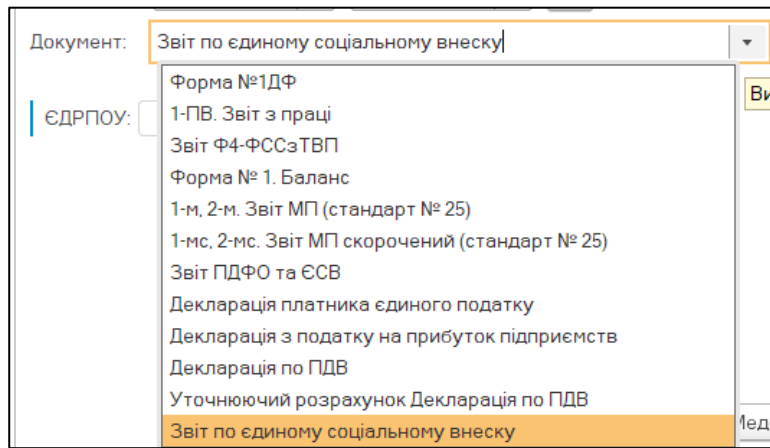 Документ: Звіт по єдиному соціальному внеску
Форма №1ДФ
1-ПВ. Звіт з праці
ЄДРПОУ:
Звіт Ф4-ФССзТВП
Форма № 1. Баланс
1-м, 2-м. Звіт МП (стандарт № 25)
1-мс, 2-мс. Звіт МП скорочений (стандарт № 25)
Звіт ПДФО та ЄСВ
Декларація платника єдиного податку
Декларація з податку на прибуток підприємств
Декларація по ПДВ
Уточнюючий розрахунок Декларація по ПДВ
Звіт по єдиному соціальному внеску